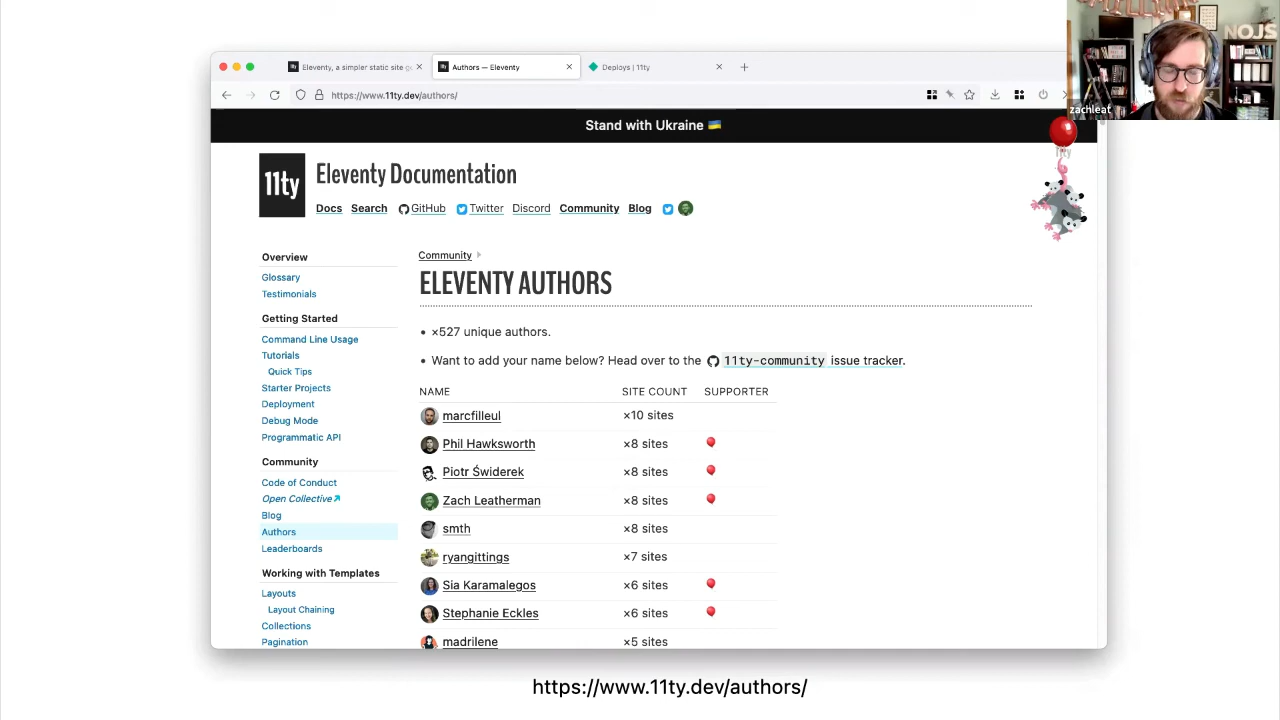 Eleventy, a simpler static site ge
Authors — Eleventy
Deploys | 11ty
https://www.11ty.dev/authors/
NOJS
zachleat
Stand with Ukraine 🇺🇦
11ty
Eleventy Documentation
11ty
Docs Search GitHub Twitter Discord Community Blog
Overview
Glossary
Testimonials
Getting Started
Command Line Usage
Tutorials
Quick Tips
Starter Projects
Deployment
Debug Mode
Programmatic API
Community
Code of Conduct
Open Collective
Blog
Authors
Leaderboards
Working with Templates
Layouts
Layout Chaining
Collections
Pagination
Community
ELEVENTY AUTHORS
×527 unique authors.
Want to add your name below? Head over to the 11ty-community issue tracker.
NAME SITE COUNT SUPPORTER
marcfilleul ×10 sites
Phil Hawksworth ×8 sites
Piotr Świderek ×8 sites
Zach Leatherman ×8 sites
smth ×8 sites
ryangittings ×7 sites
Sia Karamalegos ×6 sites
Stephanie Eckles ×6 sites
madrilene ×5 sites
https://www.11ty.dev/authors/